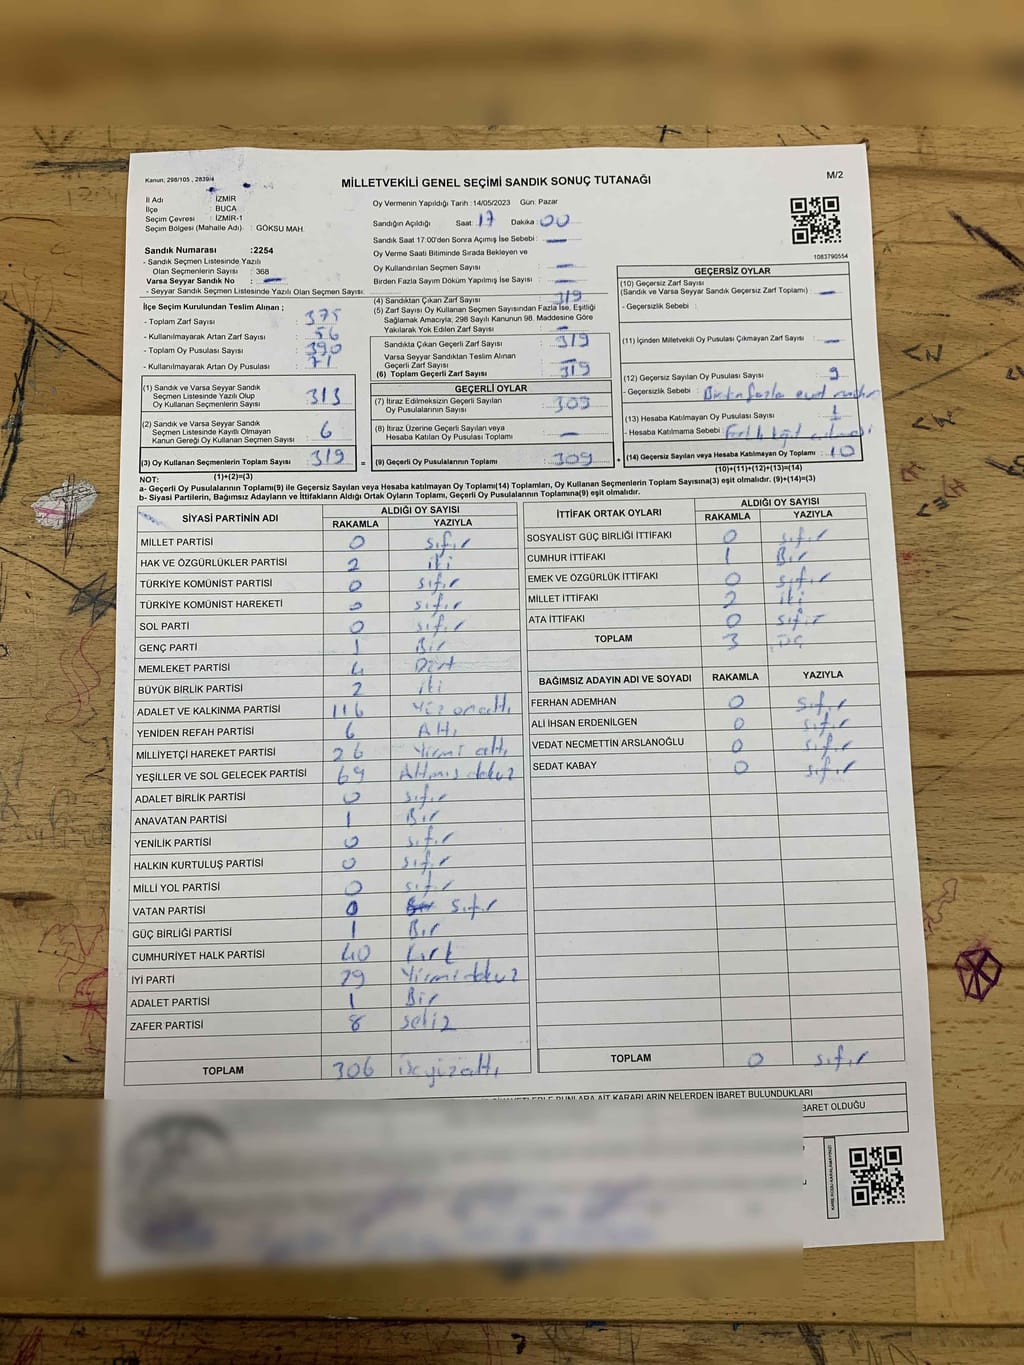 Kanun; 298/105 , 2839/4
M/2
MİLLETVEKİLİ GENEL SEÇİMİ SANDIK SONUÇ TUTANAĞI
İl Adı : İZMİR
İlçe : BUCA
Seçim Çevresi : İZMİR-1
Seçim Bölgesi (Mahalle Adı) : GÖKSU MAH.
Oy Vermenin Yapıldığı Tarih : 14/05/2023 Gün: Pazar
Sandığın Açıldığı Saat: 17 Dakika: 00
Sandık Saat 17:00'den Sonra Açımış İse Sebebi : —
Oy Verme Saati Bitiminde Sırada Bekleyen ve
Oy Kullandırılan Seçmen Sayısı : —
Birden Fazla Sayım Döküm Yapılmış İse Sayısı : —
1083790554
Sandık Numarası :2254
- Sandık Seçmen Listesinde Yazılı
Olan Seçmenlerin Sayısı : 368
Varsa Seyyar Sandık No : —
- Seyyar Sandık Seçmen Listesinde Yazılı Olan Seçmen Sayısı:
İlçe Seçim Kurulundan Teslim Alınan ;
- Toplam Zarf Sayısı : 375
- Kullanılmayarak Artan Zarf Sayısı : 56
- Toplam Oy Pusulası Sayısı : 390
- Kullanılmayarak Artan Oy Pusulası : 71
(1) Sandık ve Varsa Seyyar Sandık
Seçmen Listesinde Yazılı Olup
Oy Kullanan Seçmenlerin Sayısı : 313
(2) Sandık ve Varsa Seyyar Sandık
Seçmen Listesinde Kayıtlı Olmayan
Kanun Gereği Oy Kullanan Seçmen Sayısı : 6
(3) Oy Kullanan Seçmenlerin Toplam Sayısı : 319
(1)+(2)=(3)
(4) Sandıktan Çıkan Zarf Sayısı : 319
(5) Zarf Sayısı Oy Kullanan Seçmen Sayısından Fazla İse, Eşitliği
Sağlamak Amacıyla; 298 Sayılı Kanunun 98. Maddesine Göre
Yakılarak Yok Edilen Zarf Sayısı : —
Sandıkta Çıkan Geçerli Zarf Sayısı : 319
Varsa Seyyar Sandıktan Teslim Alınan
Geçerli Zarf Sayısı : —
(6) Toplam Geçerli Zarf Sayısı : 319
GEÇERLİ OYLAR
(7) İtiraz Edilmeksizin Geçerli Sayılan
Oy Pusulalarının Sayısı : 309
(8) İtiraz Üzerine Geçerli Sayılan veya
Hesaba Katılan Oy Pusulası Toplamı : —
= (9) Geçerli Oy Pusulalarının Toplamı : 309 +
GEÇERSİZ OYLAR
(10) Geçersiz Zarf Sayısı
(Sandık ve Varsa Seyyar Sandık Geçersiz Zarf Toplamı) : —
- Geçersizlik Sebebi :
(11) İçinden Milletvekili Oy Pusulası Çıkmayan Zarf Sayısı : —
(12) Geçersiz Sayılan Oy Pusulası Sayısı : 9
- Geçersizlik Sebebi : Birden fazla evet
(13) Hesaba Katılmayan Oy Pusulası Sayısı : 1
- Hesaba Katılmama Sebebi :
(14) Geçersiz Sayılan veya Hesaba Katılmayan Oy Toplamı : 10
(10)+(11)+(12)+(13)=(14)
NOT:
a- Geçerli Oy Pusulalarının Toplamı(9) ile Geçersiz Sayılan veya Hesaba katılmayan Oy Toplamı(14) Toplamları, Oy Kullanan Seçmenlerin Toplam Sayısına(3) eşit olmalıdır. (9)+(14)=(3)
b- Siyasi Partilerin, Bağımsız Adayların ve İttifakların Aldığı Ortak Oyların Toplamı, Geçerli Oy Pusulalarının Toplamına(9) eşit olmalıdır.
SİYASİ PARTİNİN ADI ALDIĞI OY SAYISI
RAKAMLA YAZIYLA
MİLLET PARTİSİ 0 sıfır
HAK VE ÖZGÜRLÜKLER PARTİSİ 2 iki
TÜRKİYE KOMÜNİST PARTİSİ 0 sıfır
TÜRKİYE KOMÜNİST HAREKETİ 0 sıfır
SOL PARTİ 0 sıfır
GENÇ PARTİ 1 Bir
MEMLEKET PARTİSİ 4 Dört
BÜYÜK BİRLİK PARTİSİ 2 iki
ADALET VE KALKINMA PARTİSİ 116 Yüz onaltı
YENİDEN REFAH PARTİSİ 6 Altı
MİLLİYETÇİ HAREKET PARTİSİ 26 Yirmi altı
YEŞİLLER VE SOL GELECEK PARTİSİ 69 Altmış dokuz
ADALET BİRLİK PARTİSİ 0 sıfır
ANAVATAN PARTİSİ 1 Bir
YENİLİK PARTİSİ 0 sıfır
HALKIN KURTULUŞ PARTİSİ 0 sıfır
MİLLİ YOL PARTİSİ 0 sıfır
VATAN PARTİSİ 0 sıfır
GÜÇ BİRLİĞİ PARTİSİ 1 Bir
CUMHURİYET HALK PARTİSİ 40 kırk
İYİ PARTİ 29 Yirmi dokuz
ADALET PARTİSİ 1 Bir
ZAFER PARTİSİ 8 sekiz
TOPLAM 306 üçyüzaltı
İTTİFAK ORTAK OYLARI ALDIĞI OY SAYISI
RAKAMLA YAZIYLA
SOSYALİST GÜÇ BİRLİĞİ İTTİFAKI 0 sıfır
CUMHUR İTTİFAKI 1 Bir
EMEK VE ÖZGÜRLÜK İTTİFAKI 0 sıfır
MİLLET İTTİFAKI 2 iki
ATA İTTİFAKI 0 sıfır
TOPLAM 3 üç
BAĞIMSIZ ADAYIN ADI VE SOYADI RAKAMLA YAZIYLA
FERHAN ADEMHAN 0 sıfır
ALİ İHSAN ERDENİLGEN 0 sıfır
VEDAT NECMETTİN ARSLANOĞLU 0 sıfır
SEDAT KABAY 0 sıfır
TOPLAM 0 sıfır
BUNLARA AİT KARARLARIN NELERDEN İBARET BULUNDUKLARI
BARET OLDUĞU